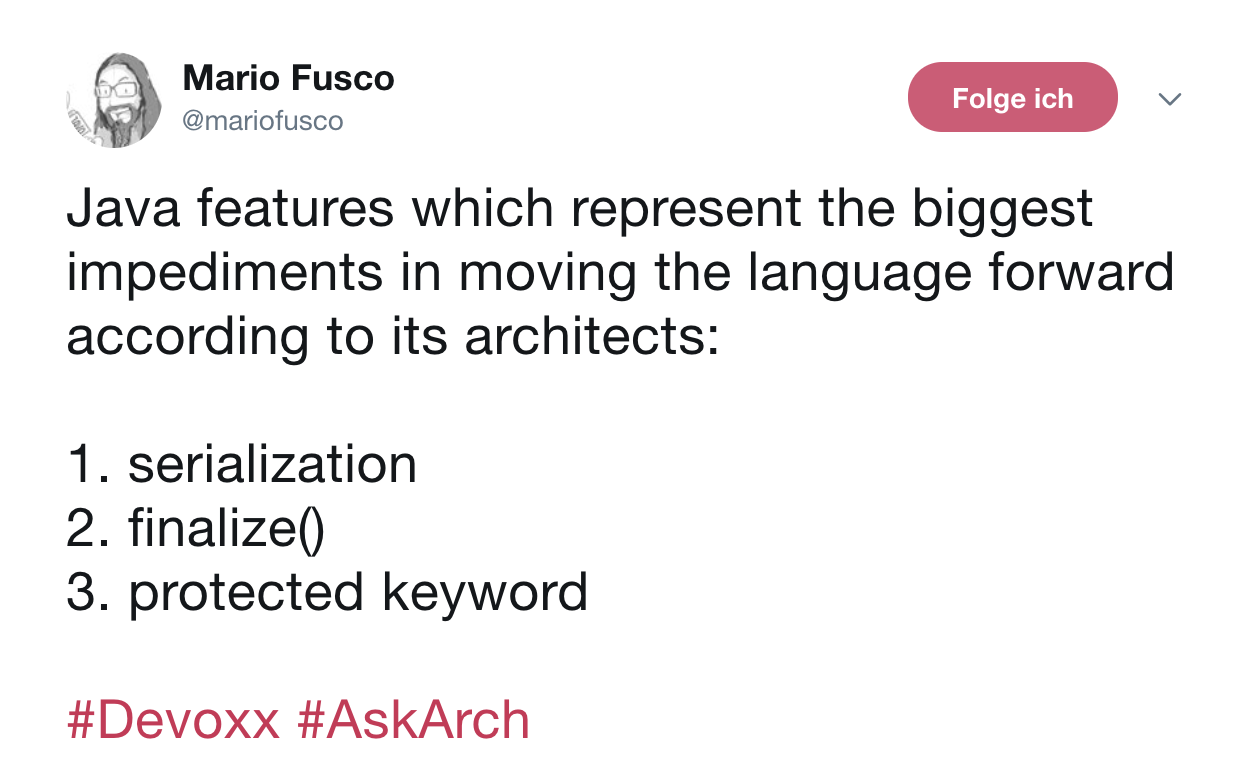 Mario Fusco
@mariofusco
Folge ich
Java features which represent the biggest
impediments in moving the language forward
according to its architects:
1. serialization
2. finalize()
3. protected keyword
#Devoxx #AskArch